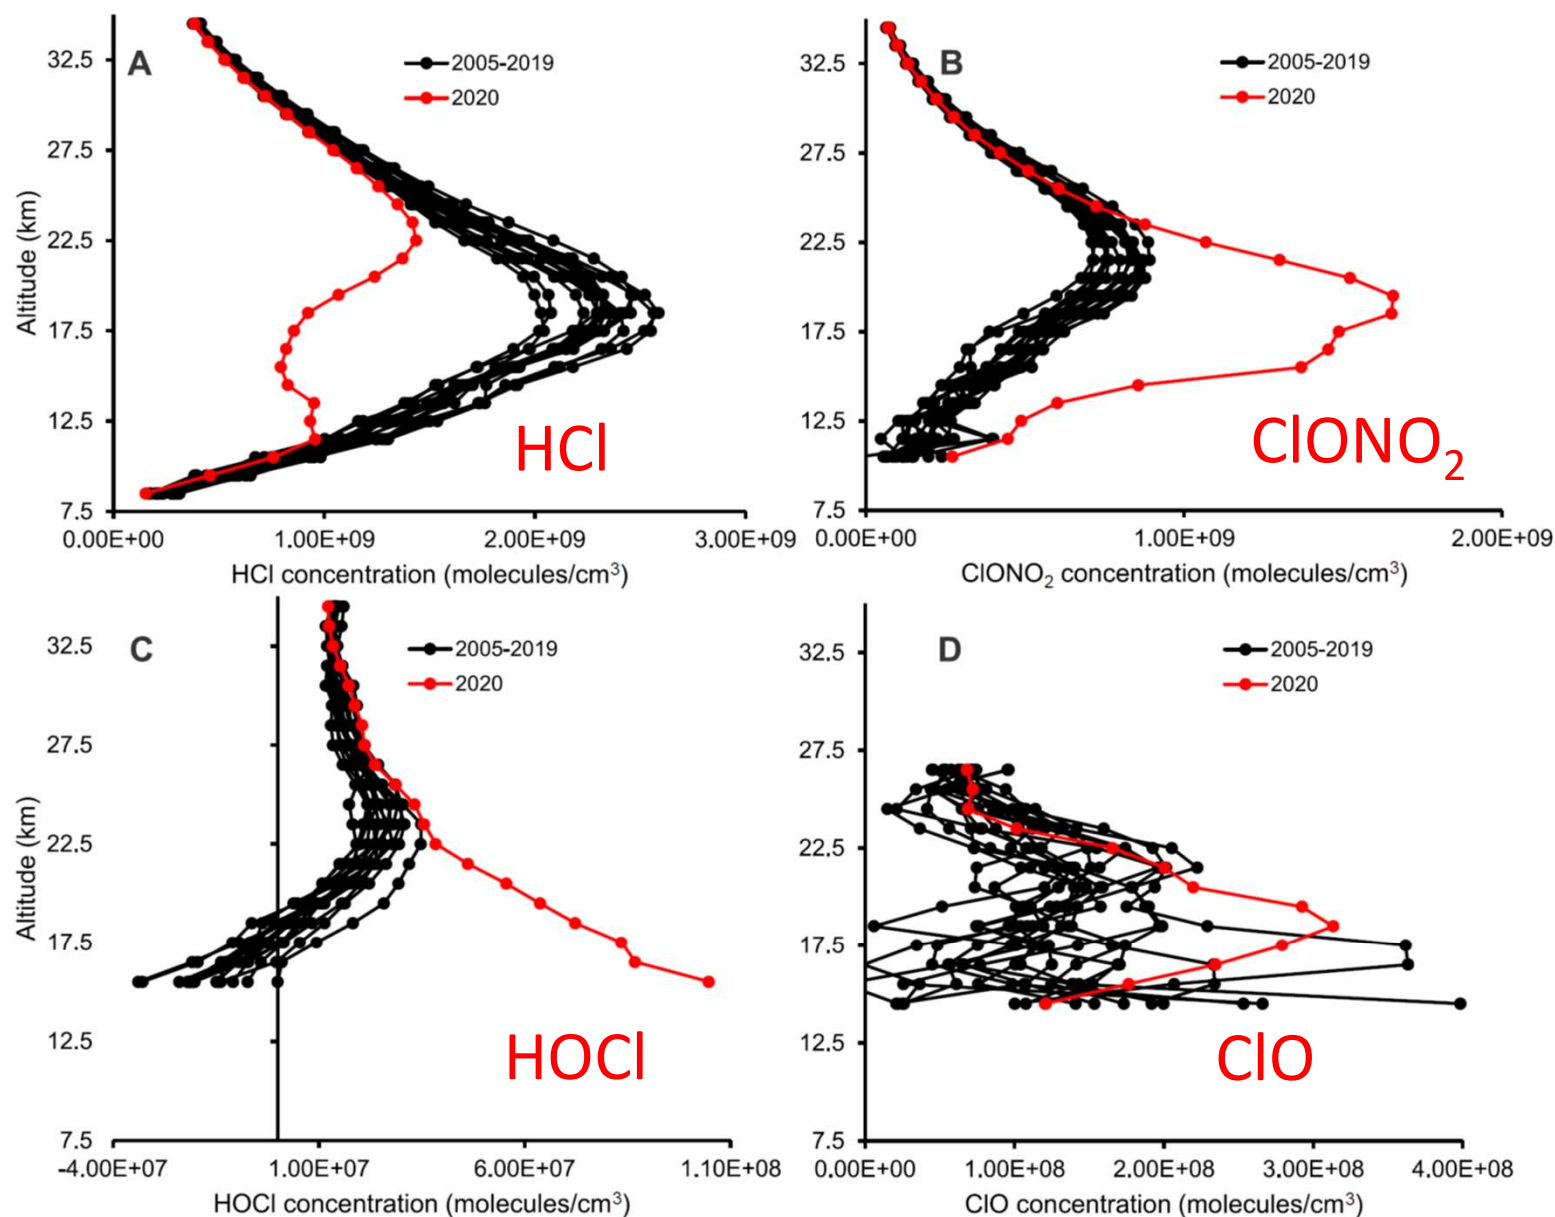 A
2005-2019
2020
32.5
27.5
22.5
17.5
12.5
7.5
Altitude (km)
HCl
0.00E+00
1.00E+09
2.00E+09
3.00E+09
HCl concentration (molecules/cm³)
B
2005-2019
2020
32.5
27.5
22.5
17.5
12.5
7.5
ClONO₂
0.00E+00
1.00E+09
2.00E+09
ClONO₂ concentration (molecules/cm³)
C
2005-2019
2020
32.5
27.5
22.5
17.5
12.5
7.5
Altitude (km)
HOCl
-4.00E+07
1.00E+07
6.00E+07
1.10E+08
HOCl concentration (molecules/cm³)
D
2005-2019
2020
32.5
27.5
22.5
17.5
12.5
7.5
ClO
0.00E+00
1.00E+08
2.00E+08
3.00E+08
4.00E+08
ClO concentration (molecules/cm³)